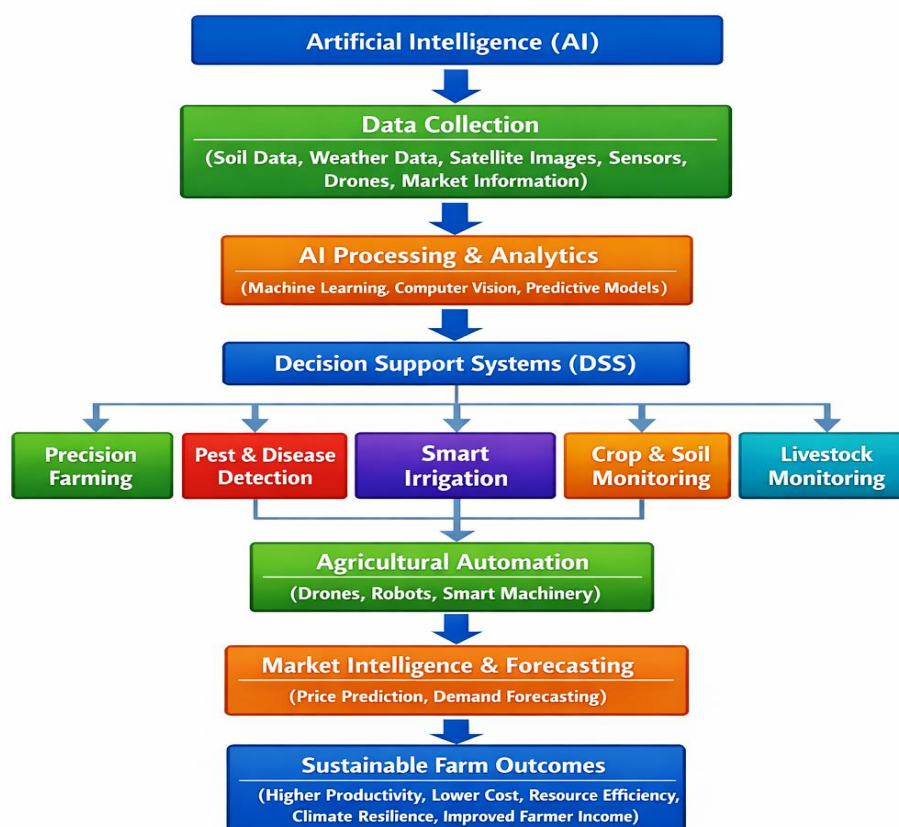 Artificial Intelligence (AI)
Data Collection
(Soil Data, Weather Data, Satellite Images, Sensors,
Drones, Market Information)
AI Processing & Analytics
(Machine Learning, Computer Vision, Predictive Models)
Decision Support Systems (DSS)
Precision
Farming
Pest & Disease
Detection
Smart
Irrigation
Crop & Soil
Monitoring
Livestock
Monitoring
Agricultural Automation
(Drones, Robots, Smart Machinery)
Market Intelligence & Forecasting
(Price Prediction, Demand Forecasting)
Sustainable Farm Outcomes
(Higher Productivity, Lower Cost, Resource Efficiency,
Climate Resilience, Improved Farmer Income)